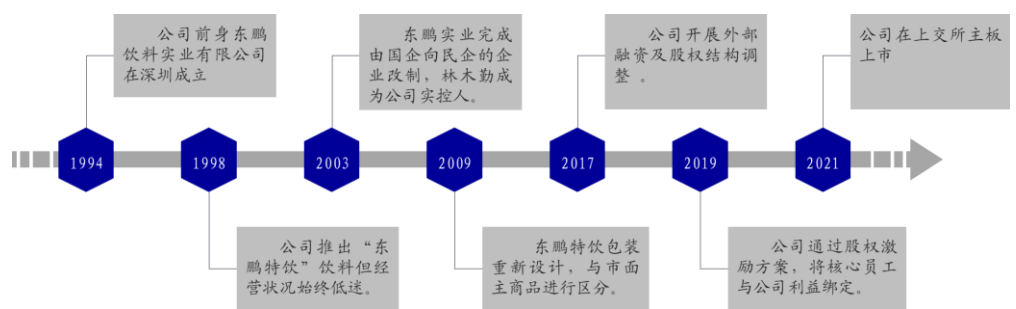 公司前身东鹏
饮料实业有限公司
在深圳成立
东鹏实业完成
由国企向民企的企
业改制，林木勤成
为公司实控人。
公司开展外部
融资及股权结构调
整 。
公司在上交所主板
上市
1994
1998
2003
2009
2017
2019
2021
公司推出“东
鹏特饮”饮料但经
营状况始终低迷。
东鹏特饮包装
重新设计，与市面
主商品进行区分。
公司通过股权激
励方案，将核心员工
与公司利益绑定。